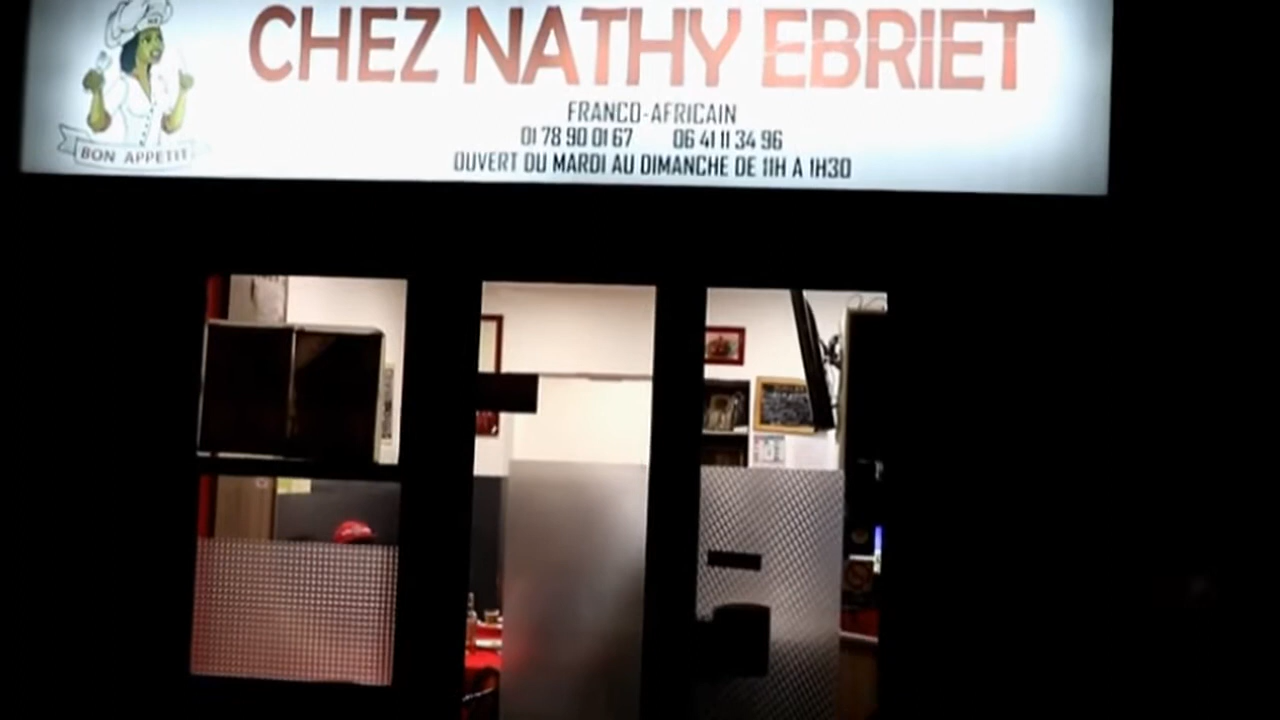 CHEZ NATHY EBRIET
FRANCO-AFRICAIN
01 78 90 01 67 06 41 11 34 96
OUVERT DU MARDI AU DIMANCHE DE 11H A 1H30
BON APPETIT